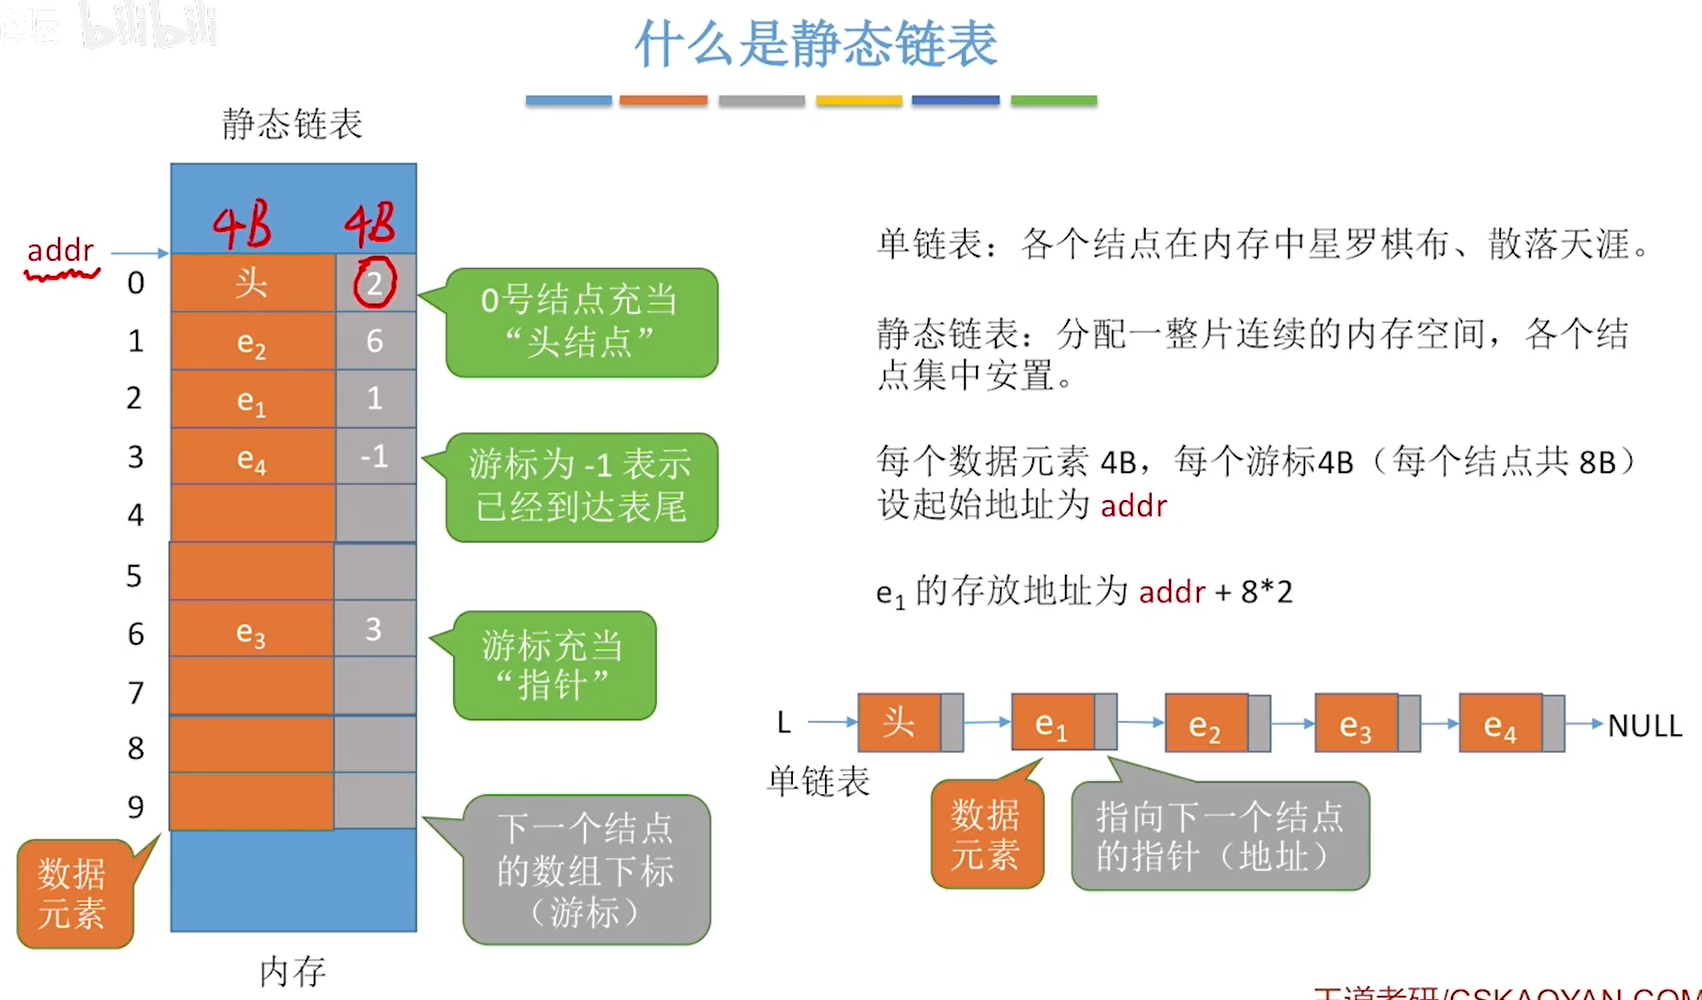 bilibili
什么是静态链表
静态链表
4B 4B
addr
0 头 2
1 e₂ 6
2 e₁ 1
3 e₄ -1
4
5
6 e₃ 3
7
8
9
0号结点充当
“头结点”
游标为 -1 表示
已经到达表尾
游标充当
“指针”
下一个结点
的数组下标
（游标）
数据
元素
内存
单链表：各个结点在内存中星罗棋布、散落天涯。
静态链表：分配一整片连续的内存空间，各个结
点集中安置。
每个数据元素 4B，每个游标4B（每个结点共 8B）
设起始地址为 addr
e₁ 的存放地址为 addr + 8*2
L 头 e₁ e₂ e₃ e₄ NULL
单链表
数据
元素
指向下一个结点
的指针（地址）
王道考研/CSKAOYAN.COM